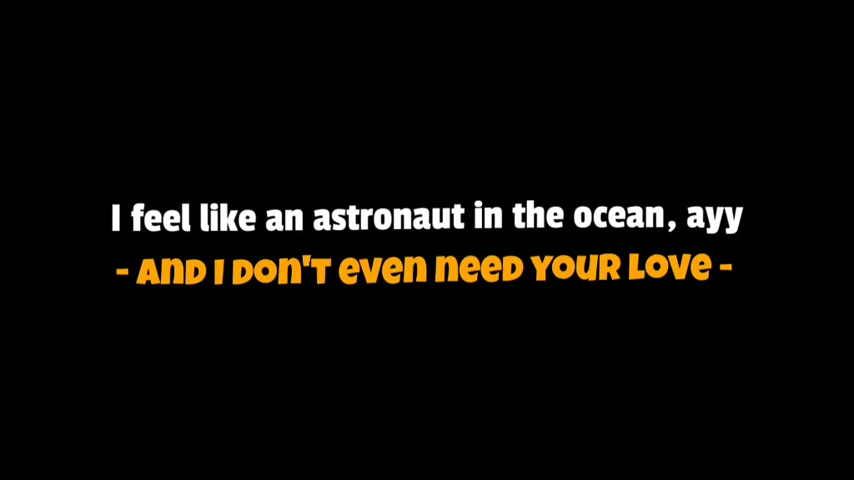 I feel like an astronaut in the ocean, ayy
- AND I DON'T EVEN NEED YOUR LOVE -